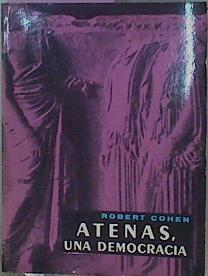 ROBERT COHEN
ATENAS,
UNA DEMOCRACIA